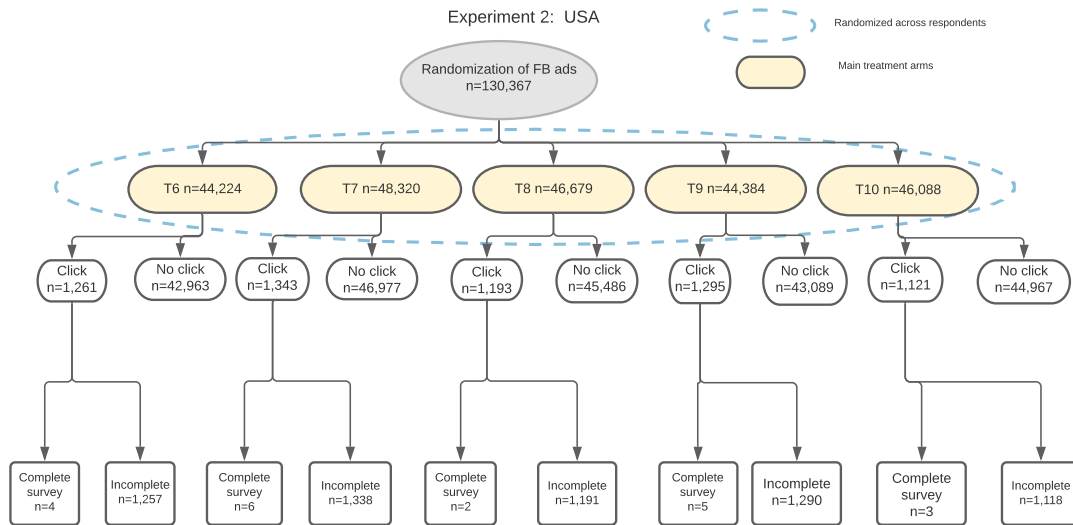 Experiment 2: USA
Randomized across respondents
Main treatment arms
Randomization of FB ads
n=130,367
T6 n=44,224
T7 n=48,320
T8 n=46,679
T9 n=44,384
T10 n=46,088
Click
n=1,261
No click
n=42,963
Click
n=1,343
No click
n=46,977
Click
n=1,193
No click
n=45,486
Click
n=1,295
No click
n=43,089
Click
n=1,121
No click
n=44,967
Complete
survey
n=4
Incomplete
n=1,257
Complete
survey
n=6
Incomplete
n=1,338
Complete
survey
n=2
Incomplete
n=1,191
Complete
survey
n=5
Incomplete
n=1,290
Complete
survey
n=3
Incomplete
n=1,118